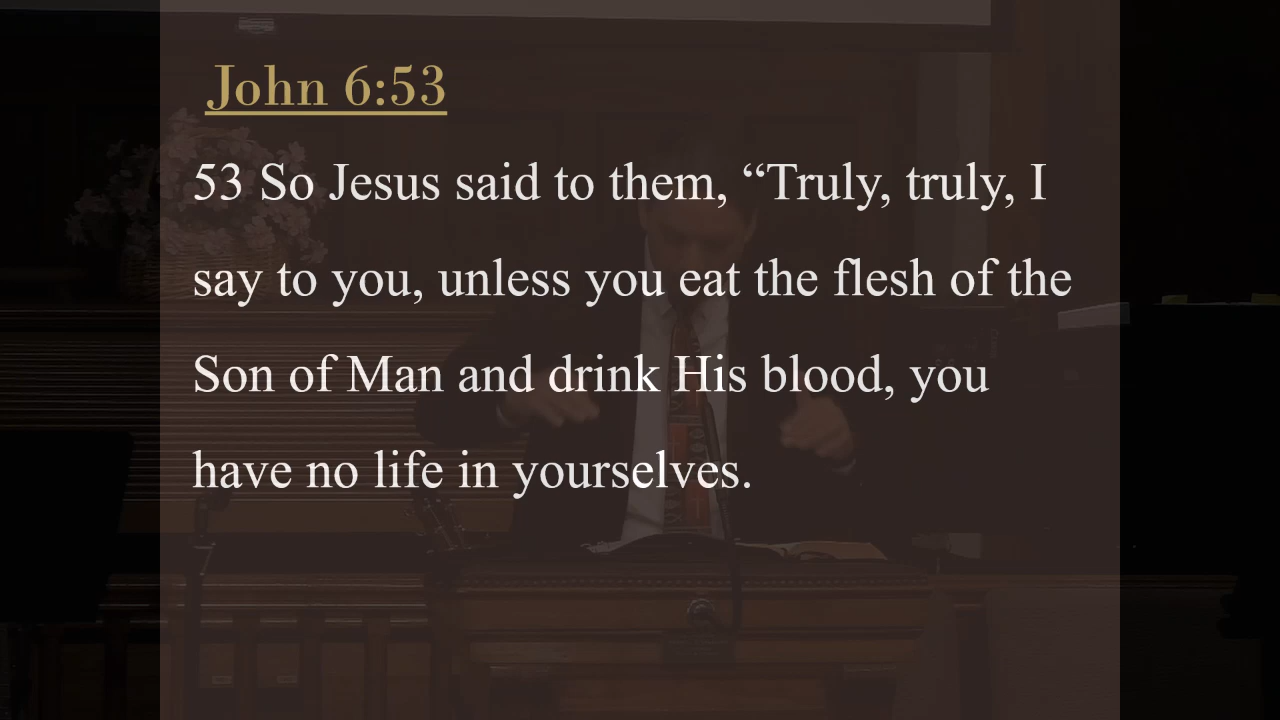 John 6:53
53 So Jesus said to them, “Truly, truly, I
say to you, unless you eat the flesh of the
Son of Man and drink His blood, you
have no life in yourselves.